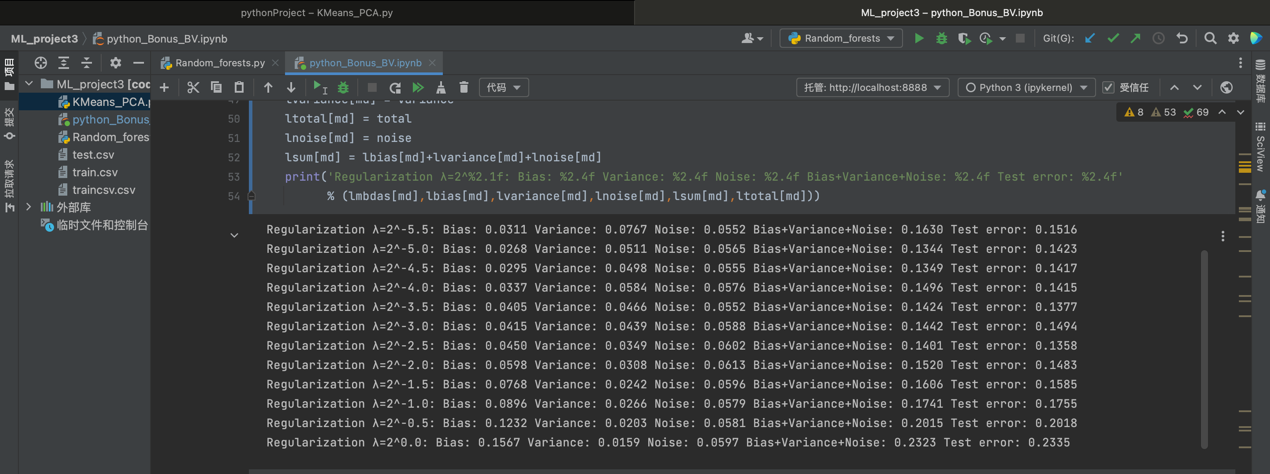 pythonProject – KMeans_PCA.py
ML_project3 – python_Bonus_BV.ipynb
ML_project3
python_Bonus_BV.ipynb
Random_forests
Git(G):
项目
提交
拉取请求
ML_project3 [coo
KMeans_PCA.p
python_Bonus_
Random_fores
test.csv
train.csv
traincsv.csv
外部库
临时文件和控制台
Random_forests.py
python_Bonus_BV.ipynb
代码
托管: http://localhost:8888
Python 3 (ipykernel)
受信任
8
53
69
数据库
SciView
通知
lvariance[md] = variance
50 ltotal[md] = total
51 lnoise[md] = noise
52 lsum[md] = lbias[md]+lvariance[md]+lnoise[md]
53 print('Regularization λ=2^%2.1f: Bias: %2.4f Variance: %2.4f Noise: %2.4f Bias+Variance+Noise: %2.4f Test error: %2.4f'
54 % (lmbdas[md],lbias[md],lvariance[md],lnoise[md],lsum[md],ltotal[md]))
Regularization λ=2^-5.5: Bias: 0.0311 Variance: 0.0767 Noise: 0.0552 Bias+Variance+Noise: 0.1630 Test error: 0.1516
Regularization λ=2^-5.0: Bias: 0.0268 Variance: 0.0511 Noise: 0.0565 Bias+Variance+Noise: 0.1344 Test error: 0.1423
Regularization λ=2^-4.5: Bias: 0.0295 Variance: 0.0498 Noise: 0.0555 Bias+Variance+Noise: 0.1349 Test error: 0.1417
Regularization λ=2^-4.0: Bias: 0.0337 Variance: 0.0584 Noise: 0.0576 Bias+Variance+Noise: 0.1496 Test error: 0.1415
Regularization λ=2^-3.5: Bias: 0.0405 Variance: 0.0466 Noise: 0.0552 Bias+Variance+Noise: 0.1424 Test error: 0.1377
Regularization λ=2^-3.0: Bias: 0.0415 Variance: 0.0439 Noise: 0.0588 Bias+Variance+Noise: 0.1442 Test error: 0.1494
Regularization λ=2^-2.5: Bias: 0.0450 Variance: 0.0349 Noise: 0.0602 Bias+Variance+Noise: 0.1401 Test error: 0.1358
Regularization λ=2^-2.0: Bias: 0.0598 Variance: 0.0308 Noise: 0.0613 Bias+Variance+Noise: 0.1520 Test error: 0.1483
Regularization λ=2^-1.5: Bias: 0.0768 Variance: 0.0242 Noise: 0.0596 Bias+Variance+Noise: 0.1606 Test error: 0.1585
Regularization λ=2^-1.0: Bias: 0.0896 Variance: 0.0266 Noise: 0.0579 Bias+Variance+Noise: 0.1741 Test error: 0.1755
Regularization λ=2^-0.5: Bias: 0.1232 Variance: 0.0203 Noise: 0.0581 Bias+Variance+Noise: 0.2015 Test error: 0.2018
Regularization λ=2^0.0: Bias: 0.1567 Variance: 0.0159 Noise: 0.0597 Bias+Variance+Noise: 0.2323 Test error: 0.2335